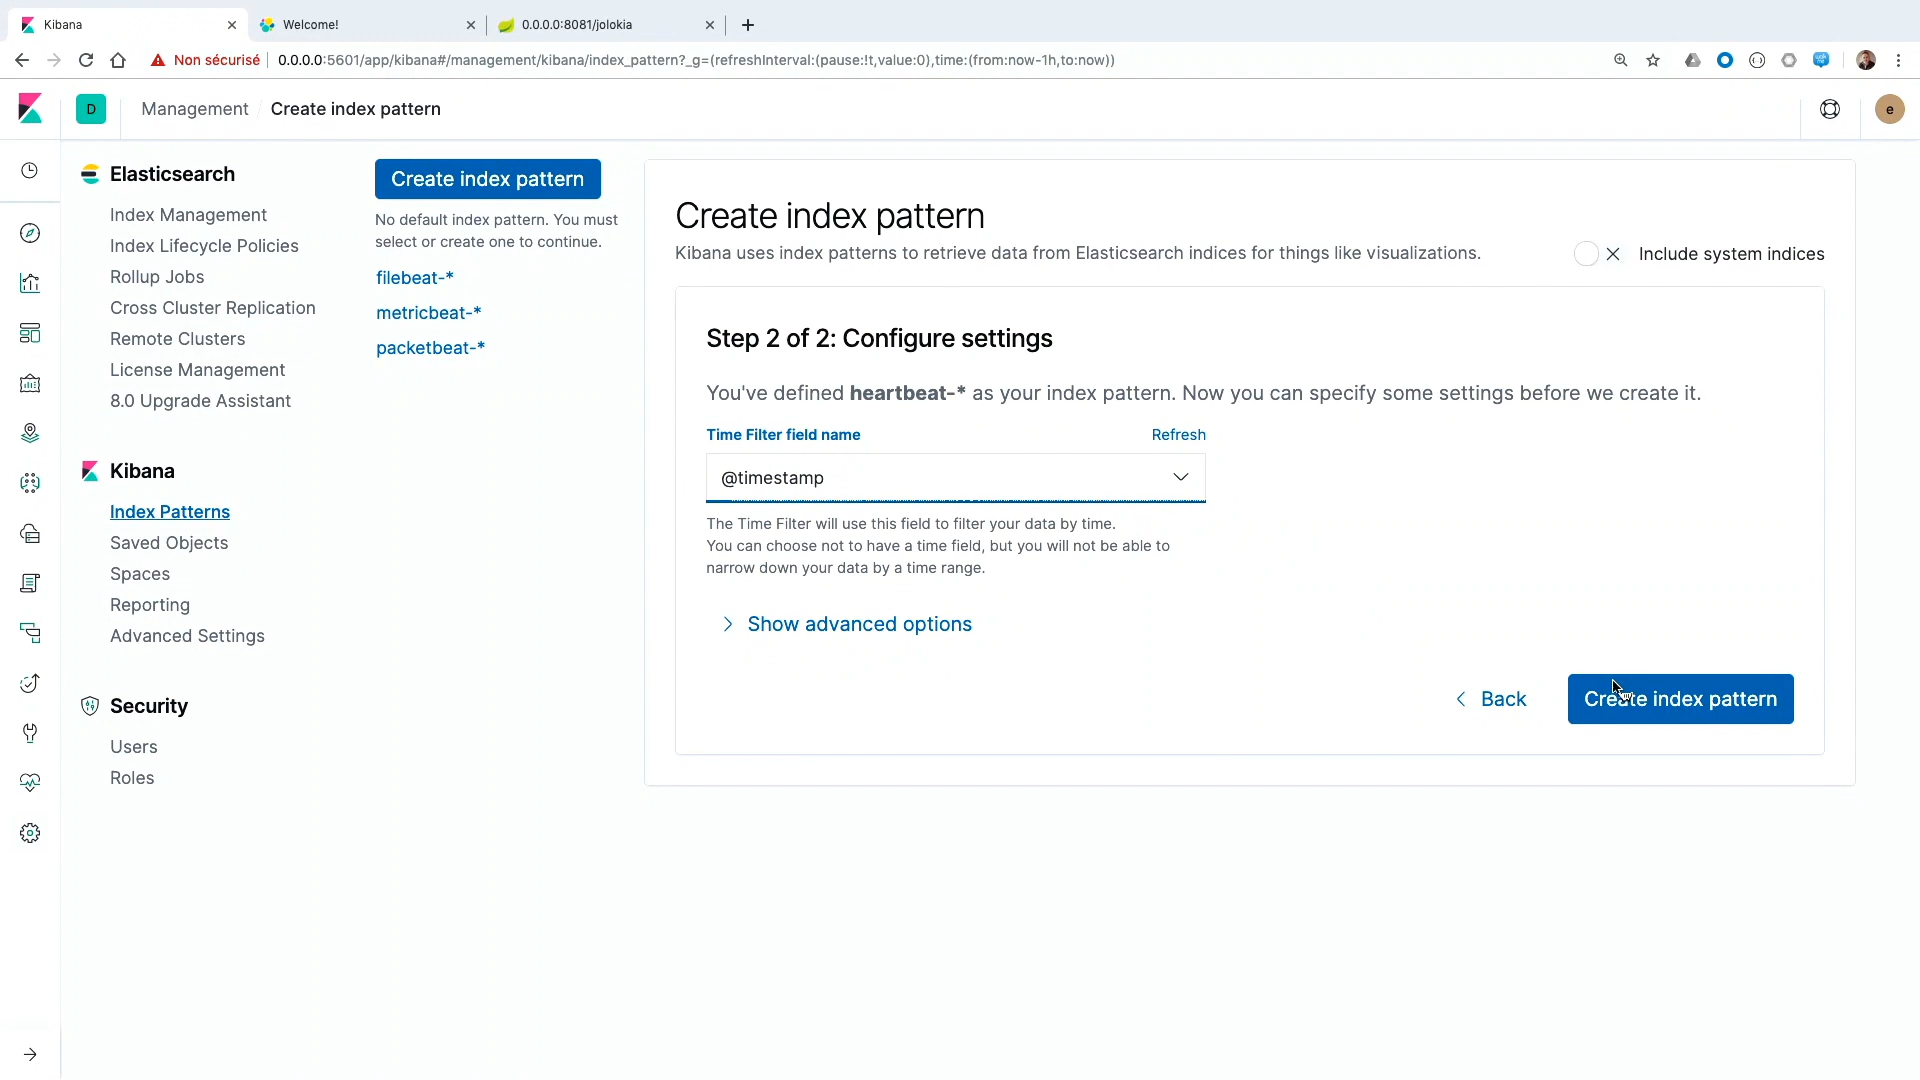 Kibana
Welcome!
0.0.0.0:8081/jolokia
Non sécurisé
0.0.0.0:5601/app/kibana#/management/kibana/index_pattern?_g=(refreshInterval:(pause:!t,value:0),time:(from:now-1h,to:now))
D
Management
Create index pattern
e
Elasticsearch
Index Management
Index Lifecycle Policies
Rollup Jobs
Cross Cluster Replication
Remote Clusters
License Management
8.0 Upgrade Assistant
Kibana
Index Patterns
Saved Objects
Spaces
Reporting
Advanced Settings
Security
Users
Roles
Create index pattern
No default index pattern. You must
select or create one to continue.
filebeat-*
metricbeat-*
packetbeat-*
Create index pattern
Kibana uses index patterns to retrieve data from Elasticsearch indices for things like visualizations.
Include system indices
Step 2 of 2: Configure settings
You've defined heartbeat-* as your index pattern. Now you can specify some settings before we create it.
Time Filter field name
Refresh
@timestamp
The Time Filter will use this field to filter your data by time.
You can choose not to have a time field, but you will not be able to
narrow down your data by a time range.
Show advanced options
Back
Create index pattern